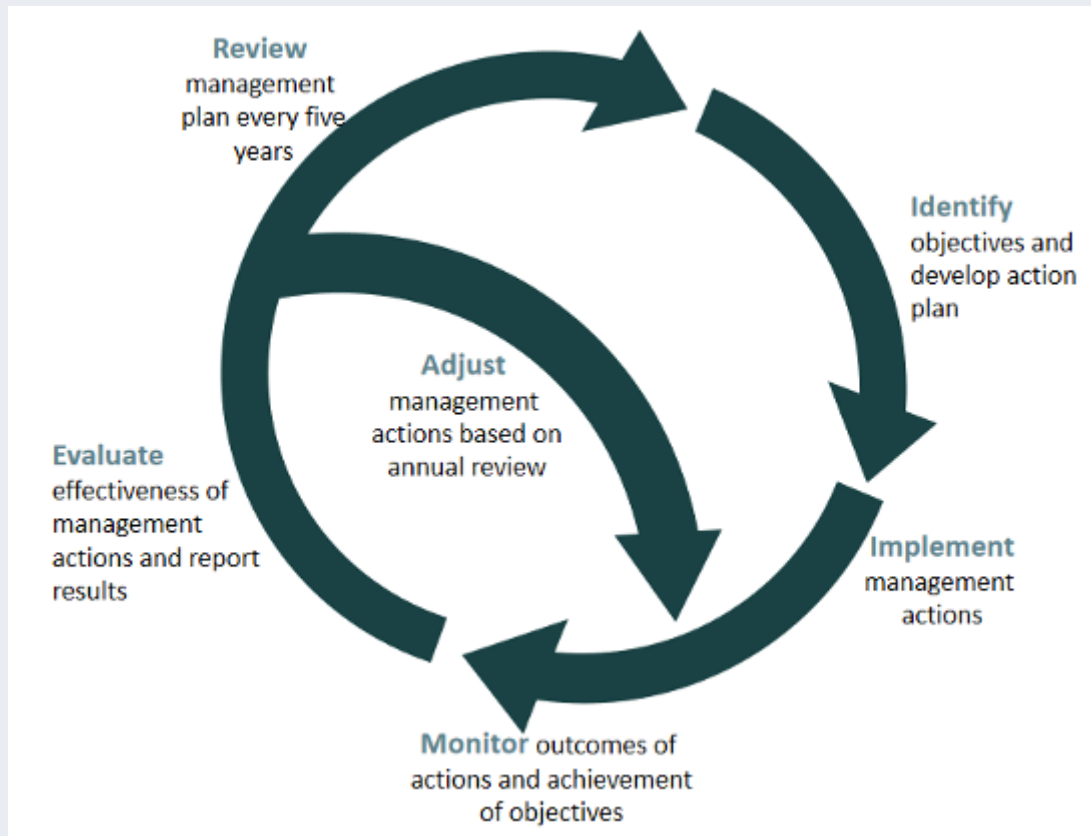 Review
management
plan every five
years
Identify
objectives and
develop action
plan
Adjust
management
actions based on
annual review
Evaluate
effectiveness of
management
actions and report
results
Implement
management
actions
Monitor outcomes of
actions and achievement
of objectives